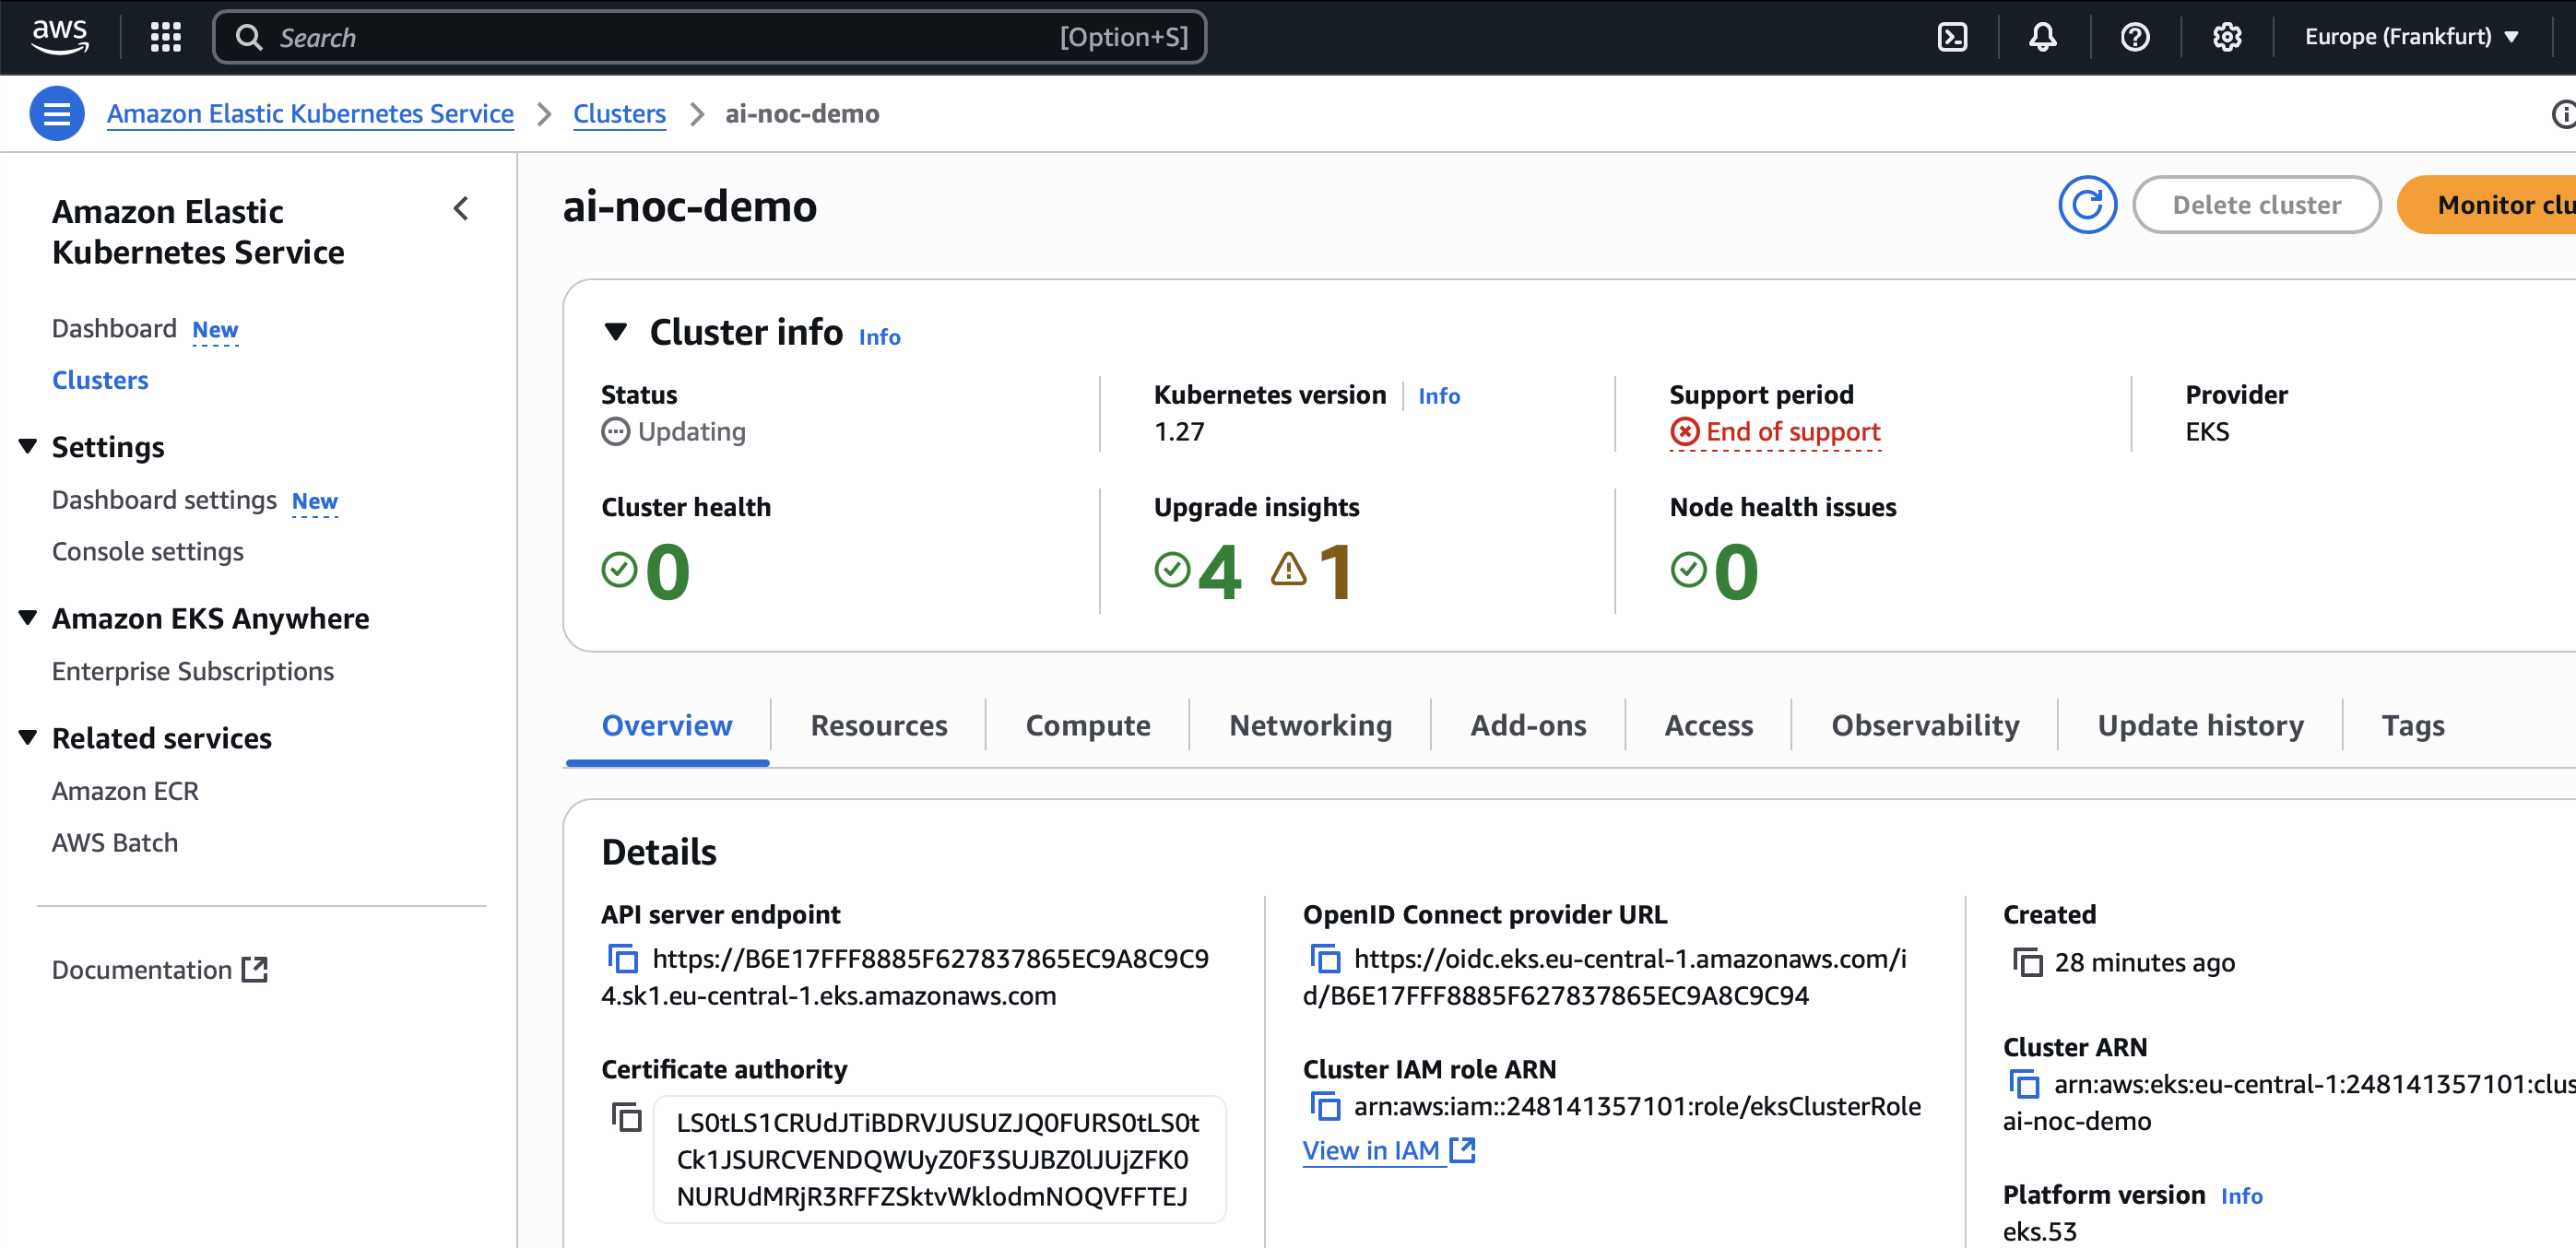 aws
Search [Option+S]
Europe (Frankfurt)
Amazon Elastic Kubernetes Service > Clusters > ai-noc-demo
Amazon Elastic
Kubernetes Service
Dashboard New
Clusters
Settings
Dashboard settings New
Console settings
Amazon EKS Anywhere
Enterprise Subscriptions
Related services
Amazon ECR
AWS Batch
Documentation
ai-noc-demo
Delete cluster
Monitor clu
Cluster info Info
Status
Updating
Kubernetes version Info
1.27
Support period
End of support
Provider
EKS
Cluster health
0
Upgrade insights
4 1
Node health issues
0
Overview Resources Compute Networking Add-ons Access Observability Update history Tags
Details
API server endpoint
https://B6E17FFF8885F627837865EC9A8C9C9
4.sk1.eu-central-1.eks.amazonaws.com
Certificate authority
LS0tLS1CRUdJTiBDRVJUSUZJQ0FURS0tLS0t
Ck1JSURCVENDQWUyZ0F3SUJBZ0lJUjZFK0
NURUdMRjR3RFFZSktvWklodmNOQVFFTEJ
OpenID Connect provider URL
https://oidc.eks.eu-central-1.amazonaws.com/i
d/B6E17FFF8885F627837865EC9A8C9C94
Cluster IAM role ARN
arn:aws:iam::248141357101:role/eksClusterRole
View in IAM
Created
28 minutes ago
Cluster ARN
arn:aws:eks:eu-central-1:248141357101:clus
ai-noc-demo
Platform version Info
eks.53